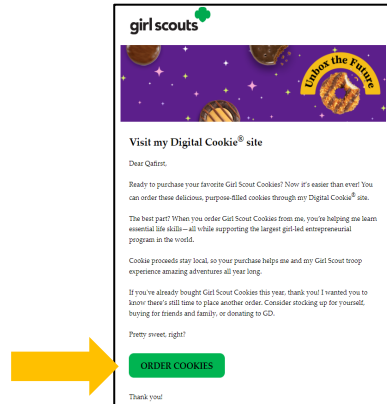 girl scouts
Unbox the Future
Visit my Digital Cookie® site
Dear Qafirst,
Ready to purchase your favorite Girl Scout Cookies? Now it's easier than ever! You
can order these delicious, purpose-filled cookies through my Digital Cookie® site.
The best part? When you order Girl Scout Cookies from me, you're helping me learn
essential life skills—all while supporting the largest girl-led entrepreneurial
program in the world.
Cookie proceeds stay local, so your purchase helps me and my Girl Scout troop
experience amazing adventures all year long.
If you've already bought Girl Scout Cookies this year, thank you! I wanted you to
know there's still time to place another order. Consider stocking up for yourself,
buying for friends and family, or donating to GD.
Pretty sweet, right?
ORDER COOKIES
Thank you!